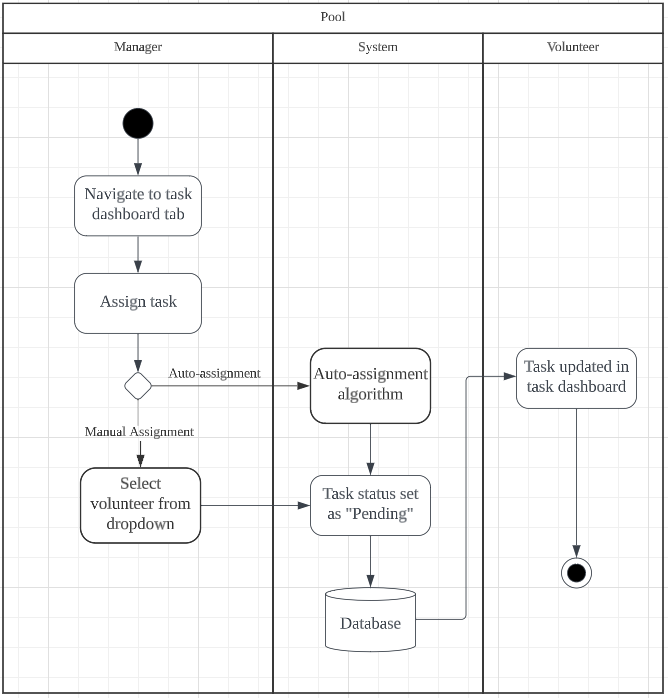 Pool
Manager
System
Volunteer
Navigate to task
dashboard tab
Assign task
Auto-assignment
Auto-assignment
algorithm
Task updated in
task dashboard
Manual Assignment
Select
volunteer from
dropdown
Task status set
as "Pending"
Database